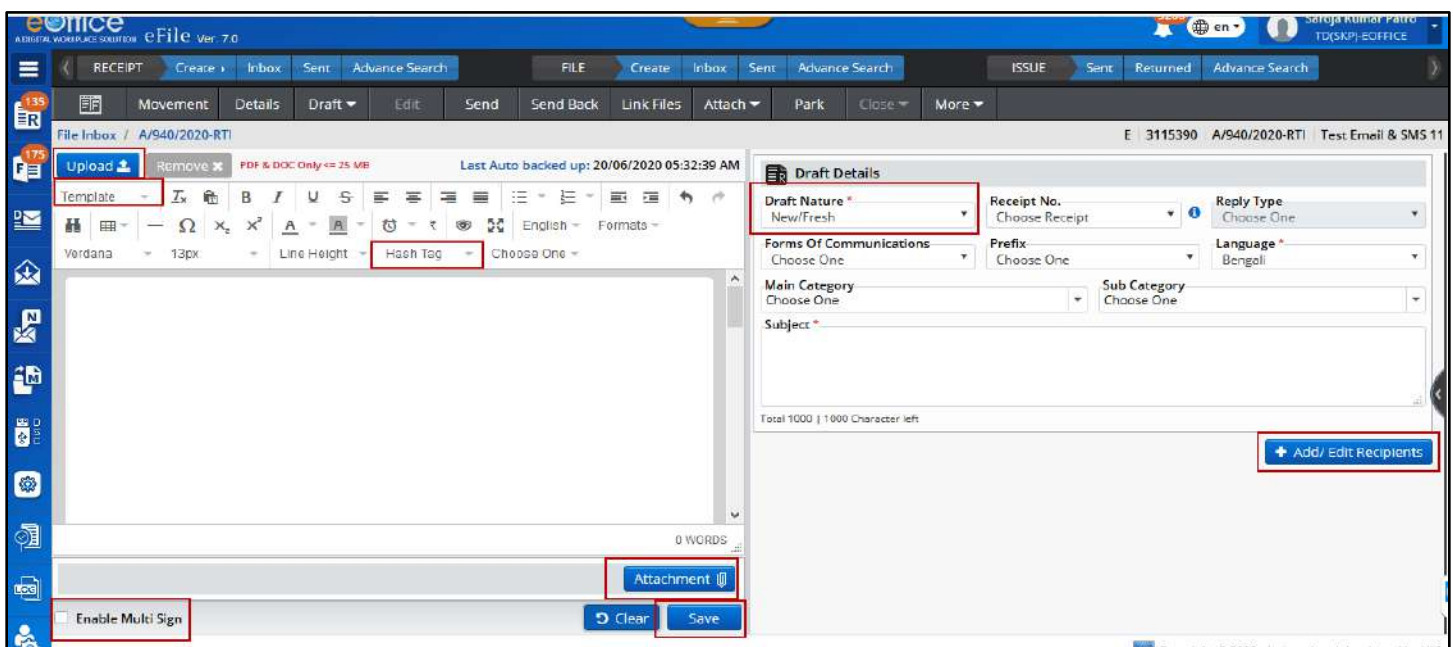 eOffice
A DIGITAL WORKPLACE SOLUTION eFile Ver. 7.0
en
Saroja Kumar Patro
TD(SKP)-EOFFICE
RECEIPT Create Inbox Sent Advance Search FILE Create Inbox Sent Advance Search ISSUE Sent Returned Advance Search
135
Movement Details Draft Edit Send Send Back Link Files Attach Park Close More
File Inbox / A/940/2020-RTI E 3115390 A/940/2020-RTI Test Email & SMS 11
175
Upload Remove PDF & DOC Only <= 25 MB Last Auto backed up: 20/06/2020 05:32:39 AM
Draft Details
Template B I U S
Draft Nature * Receipt No. Reply Type
New/Fresh Choose Receipt Choose One
Ω x₂ x² A A ₹ English Formats
Forms Of Communications Prefix Language *
Choose One Choose One Bengali
Verdana 13px Line Height Hash Tag Choose One
Main Category Sub Category
Choose One Choose One
Subject *
Total 1000 | 1000 Character left
Add/ Edit Recipients
0 WORDS
Attachment
Enable Multi Sign Clear Save
N
M
DSC
LOG